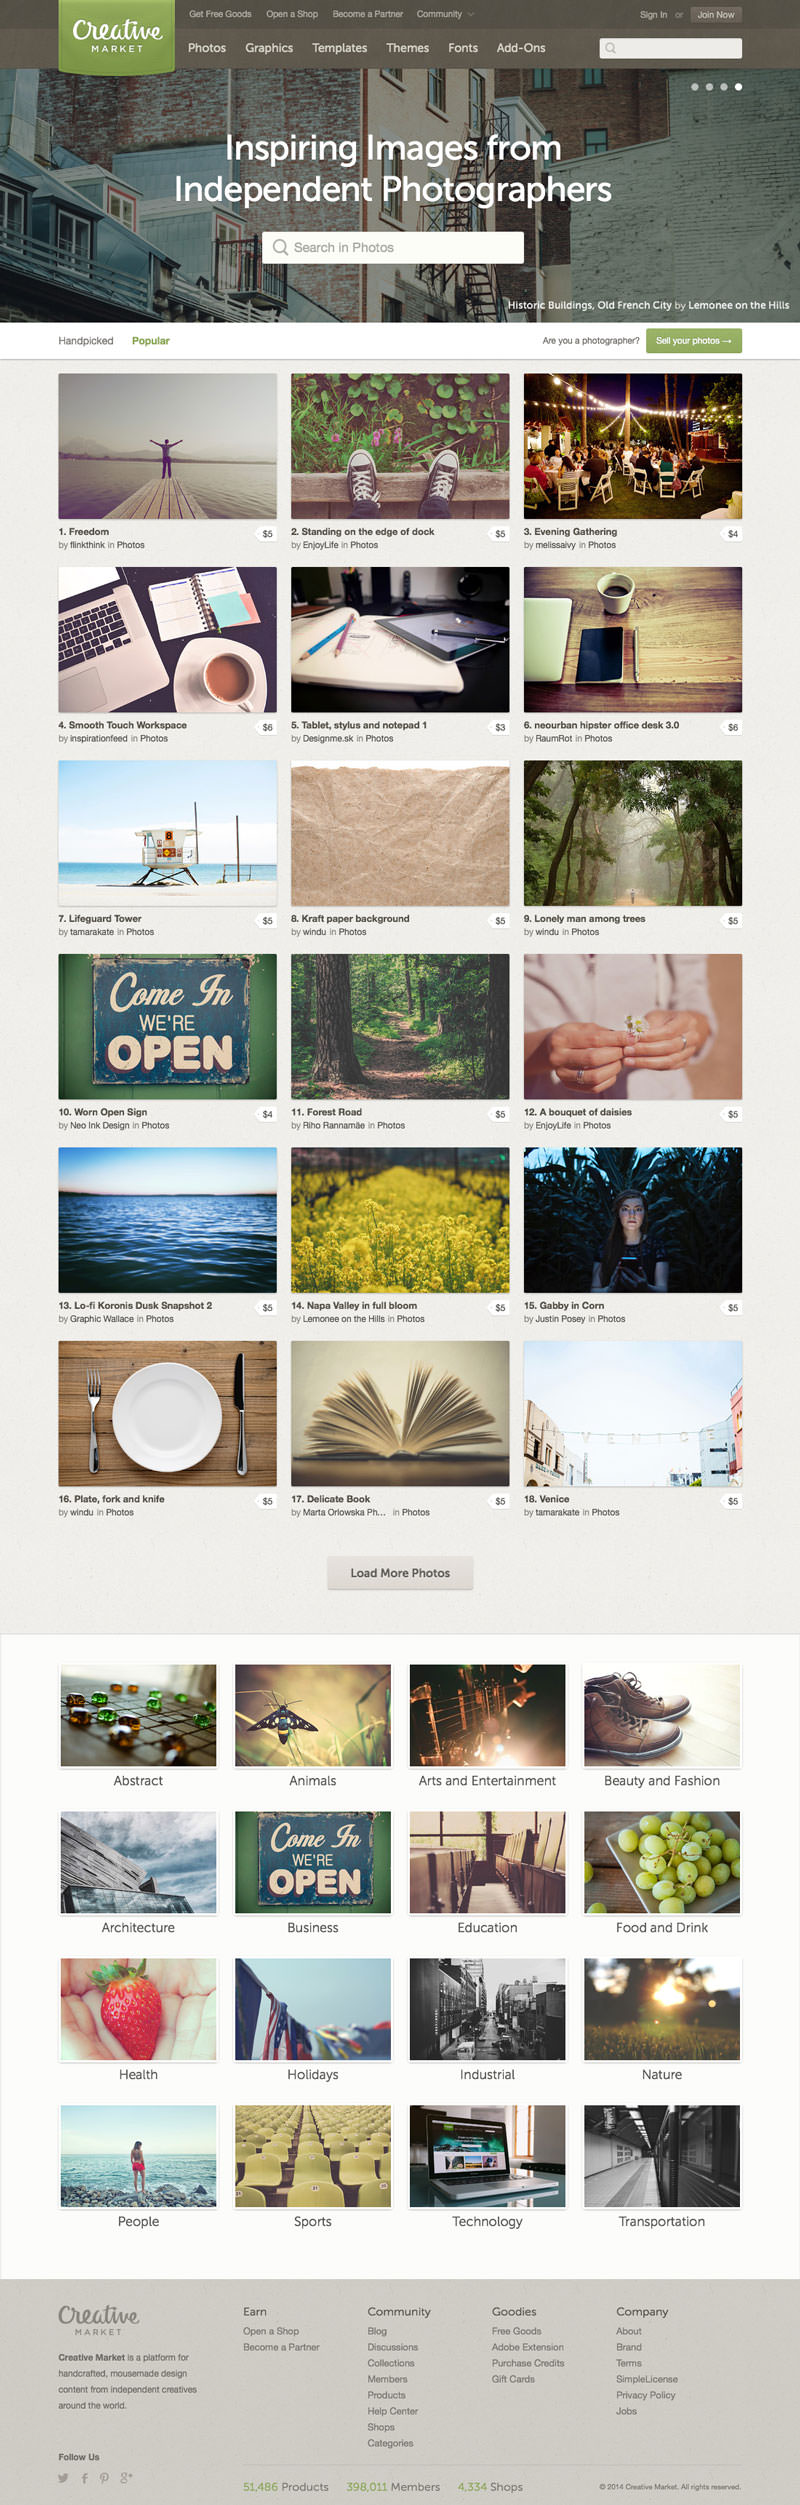 Creative
MARKET
Get Free Goods Open a Shop Become a Partner Community
Sign In or Join Now
Photos Graphics Templates Themes Fonts Add-Ons
Inspiring Images from
Independent Photographers
Search in Photos
Historic Buildings, Old French City by Lemonee on the Hills
Handpicked Popular
Are you a photographer? Sell your photos →
1. Freedom $5
by flinkthink in Photos
2. Standing on the edge of dock $5
by EnjoyLife in Photos
3. Evening Gathering $4
by melissaivy in Photos
4. Smooth Touch Workspace $6
by inspirationfeed in Photos
5. Tablet, stylus and notepad 1 $3
by Designme.sk in Photos
6. neourban hipster office desk 3.0 $6
by RaumRot in Photos
8
7. Lifeguard Tower $5
by tamarakate in Photos
8. Kraft paper background $5
by windu in Photos
9. Lonely man among trees $5
by windu in Photos
Come In
WE'RE
OPEN
10. Worn Open Sign $4
by Neo Ink Design in Photos
11. Forest Road $5
by Riho Rannamäe in Photos
12. A bouquet of daisies $5
by EnjoyLife in Photos
13. Lo-fi Koronis Dusk Snapshot 2 $5
by Graphic Wallace in Photos
14. Napa Valley in full bloom $5
by Lemonee on the Hills in Photos
15. Gabby in Corn $5
by Justin Posey in Photos
VENICE
16. Plate, fork and knife $5
by windu in Photos
17. Delicate Book $5
by Marta Orlowska Ph... in Photos
18. Venice $5
by tamarakate in Photos
Load More Photos
Abstract
Animals
Arts and Entertainment
Beauty and Fashion
Come In
WE'RE
OPEN
Architecture
Business
Education
Food and Drink
Health
Holidays
Industrial
Nature
People
Sports
Technology
Transportation
Creative
MARKET
Creative Market is a platform for
handcrafted, mousemade design
content from independent creatives
around the world.
Follow Us
Earn
Open a Shop
Become a Partner
Community
Blog
Discussions
Collections
Members
Products
Help Center
Shops
Categories
Goodies
Free Goods
Adobe Extension
Purchase Credits
Gift Cards
Company
About
Brand
Terms
SimpleLicense
Privacy Policy
Jobs
51,486 Products 398,011 Members 4,334 Shops
© 2014 Creative Market. All rights reserved.